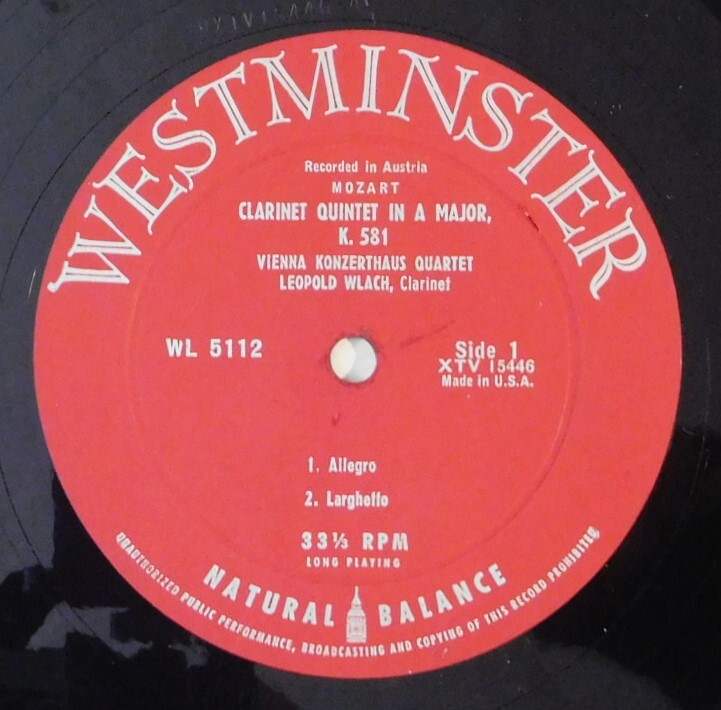 WESTMINSTER
Recorded in Austria
MOZART
CLARINET QUINTET IN A MAJOR,
K. 581
VIENNA KONZERTHAUS QUARTET
LEOPOLD WLACH, Clarinet
WL 5112
Side 1
XTV 15446
Made in U.S.A.
1. Allegro
2. Larghetto
33⅓ RPM
LONG PLAYING
NATURAL BALANCE
UNAUTHORIZED PUBLIC PERFORMANCE, BROADCASTING AND COPYING OF THIS RECORD PROHIBITED